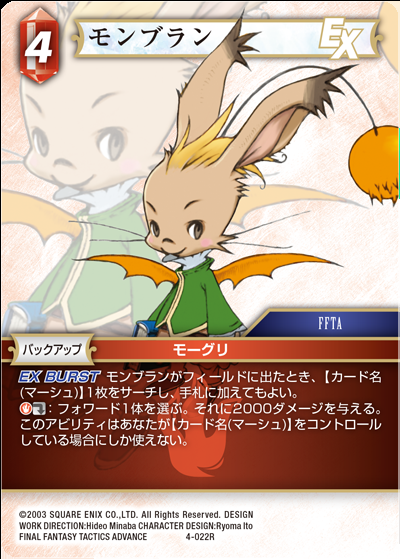 4
モンブラン
EX
FFTA
バックアップ
モーグリ
EX BURST モンブランがフィールドに出たとき、【カード名
(マーシュ)】1枚をサーチし、手札に加えてもよい。
：フォワード1体を選ぶ。それに2000ダメージを与える。
このアビリティはあなたが【カード名(マーシュ)】をコントロール
している場合にしか使えない。
©2003 SQUARE ENIX CO.,LTD. All Rights Reserved. DESIGN
WORK DIRECTION:Hideo Minaba CHARACTER DESIGN:Ryoma Ito
FINAL FANTASY TACTICS ADVANCE 4-022R